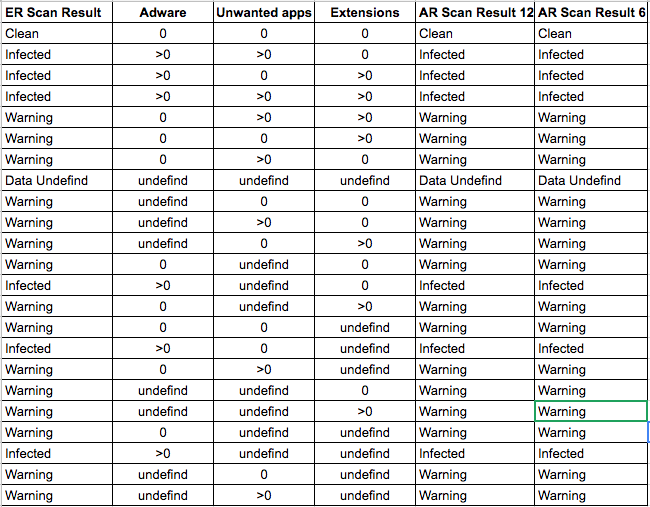 ER Scan Result Adware Unwanted apps Extensions AR Scan Result 12 AR Scan Result 6
Clean 0 0 0 Clean Clean
Infected >0 >0 0 Infected Infected
Infected >0 0 >0 Infected Infected
Infected >0 >0 >0 Infected Infected
Warning 0 >0 >0 Warning Warning
Warning 0 0 >0 Warning Warning
Warning 0 >0 0 Warning Warning
Data Undefind undefind undefind undefind Data Undefind Data Undefind
Warning undefind 0 0 Warning Warning
Warning undefind >0 0 Warning Warning
Warning undefind 0 >0 Warning Warning
Warning 0 undefind 0 Warning Warning
Infected >0 undefind 0 Infected Infected
Warning 0 undefind >0 Warning Warning
Warning 0 0 undefind Warning Warning
Infected >0 0 undefind Infected Infected
Warning 0 >0 undefind Warning Warning
Warning undefind undefind 0 Warning Warning
Warning undefind undefind >0 Warning Warning
Warning 0 undefind undefind Warning Warning
Infected >0 undefind undefind Infected Infected
Warning undefind 0 undefind Warning Warning
Warning undefind >0 undefind Warning Warning